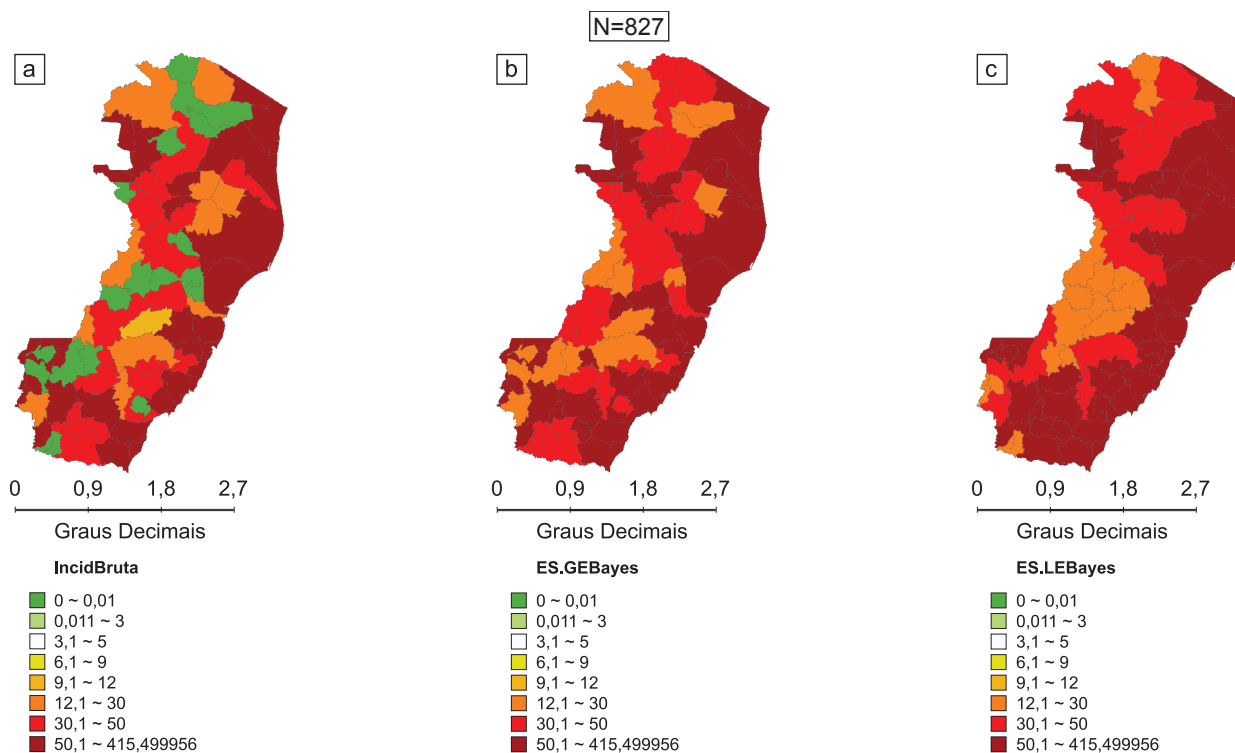 N=827
a
b
c
0 0,9 1,8 2,7
Graus Decimais
0 0,9 1,8 2,7
Graus Decimais
0 0,9 1,8 2,7
Graus Decimais
IncidBruta
0 ~ 0,01
0,011 ~ 3
3,1 ~ 5
6,1 ~ 9
9,1 ~ 12
12,1 ~ 30
30,1 ~ 50
50,1 ~ 415,499956
ES.GEBayes
0 ~ 0,01
0,011 ~ 3
3,1 ~ 5
6,1 ~ 9
9,1 ~ 12
12,1 ~ 30
30,1 ~ 50
50,1 ~ 415,499956
ES.LEBayes
0 ~ 0,01
0,011 ~ 3
3,1 ~ 5
6,1 ~ 9
9,1 ~ 12
12,1 ~ 30
30,1 ~ 50
50,1 ~ 415,499956